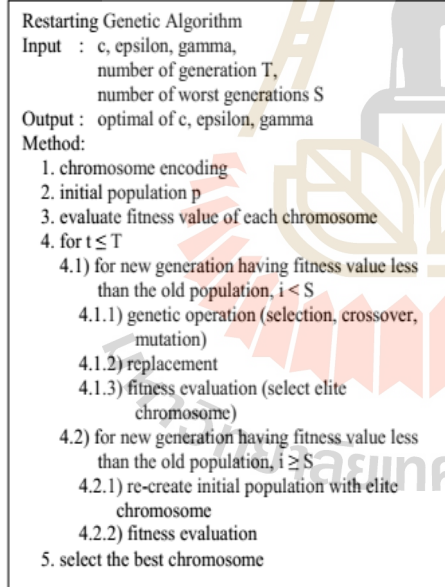 Restarting Genetic Algorithm
Input : c, epsilon, gamma,
number of generation T,
number of worst generations S
Output : optimal of c, epsilon, gamma
Method:
1. chromosome encoding
2. initial population p
3. evaluate fitness value of each chromosome
4. for t ≤ T
4.1) for new generation having fitness value less
than the old population, i < S
4.1.1) genetic operation (selection, crossover,
mutation)
4.1.2) replacement
4.1.3) fitness evaluation (select elite
chromosome)
4.2) for new generation having fitness value less
than the old population, i ≥ S
4.2.1) re-create initial population with elite
chromosome
4.2.2) fitness evaluation
5. select the best chromosome